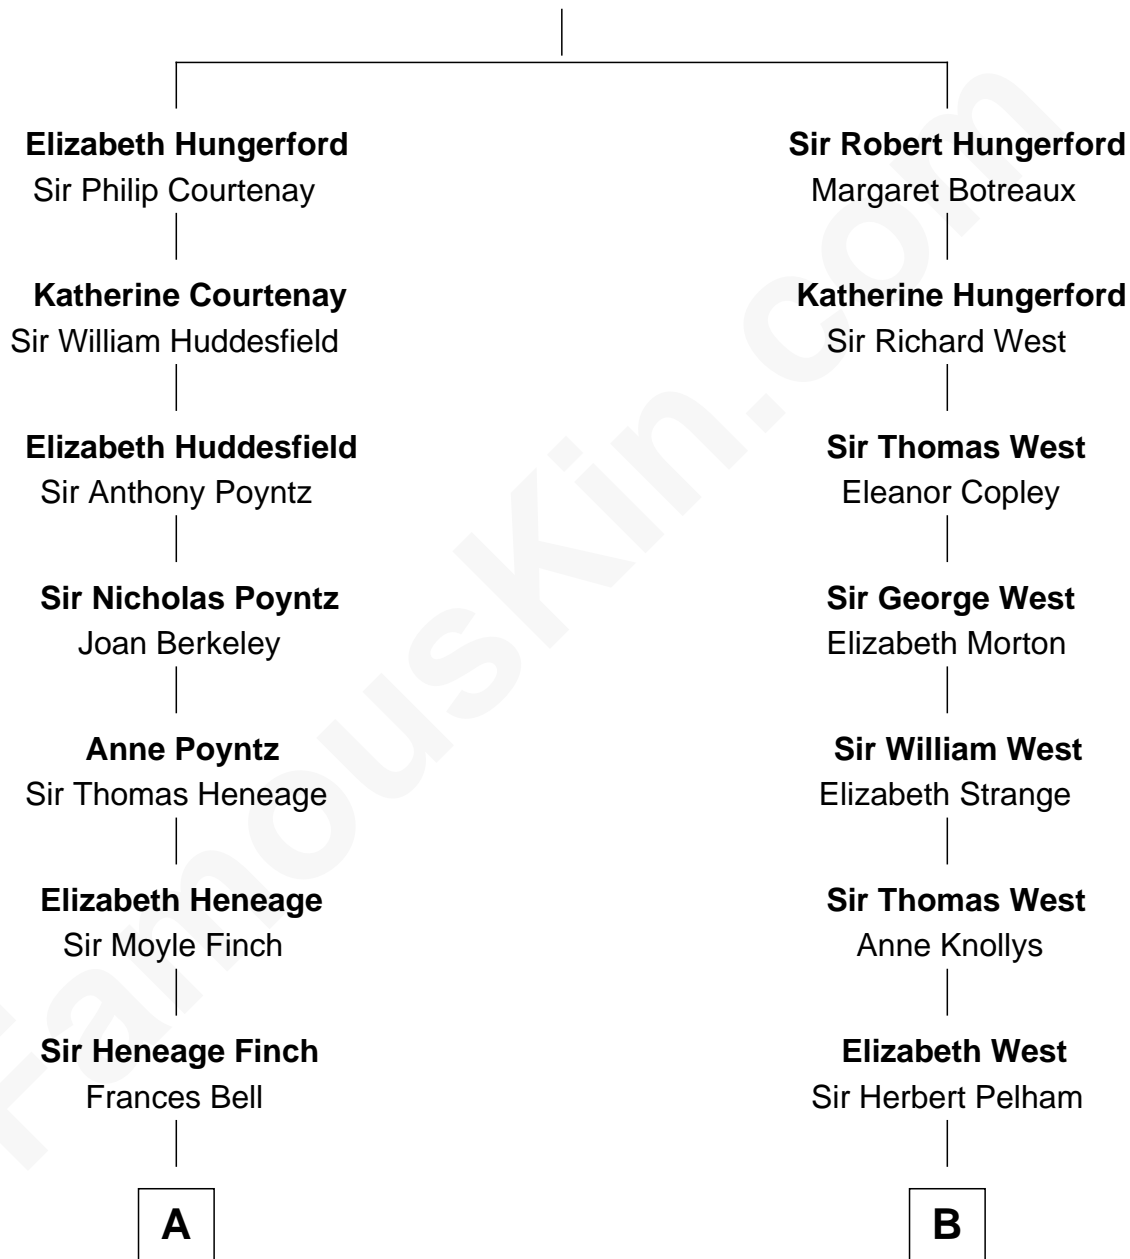 Elizabeth Hungerford
Sir Philip Courtenay
Katherine Courtenay
Sir William Huddesfield
Elizabeth Huddesfield
Sir Anthony Poyntz
Sir Nicholas Poyntz
Joan Berkeley
Anne Poyntz
Sir Thomas Heneage
Elizabeth Heneage
Sir Moyle Finch
Sir Heneage Finch
Frances Bell
A
Sir Robert Hungerford
Margaret Botreaux
Katherine Hungerford
Sir Richard West
Sir Thomas West
Eleanor Copley
Sir George West
Elizabeth Morton
Sir William West
Elizabeth Strange
Sir Thomas West
Anne Knollys
Elizabeth West
Sir Herbert Pelham
B
FamousKin.com